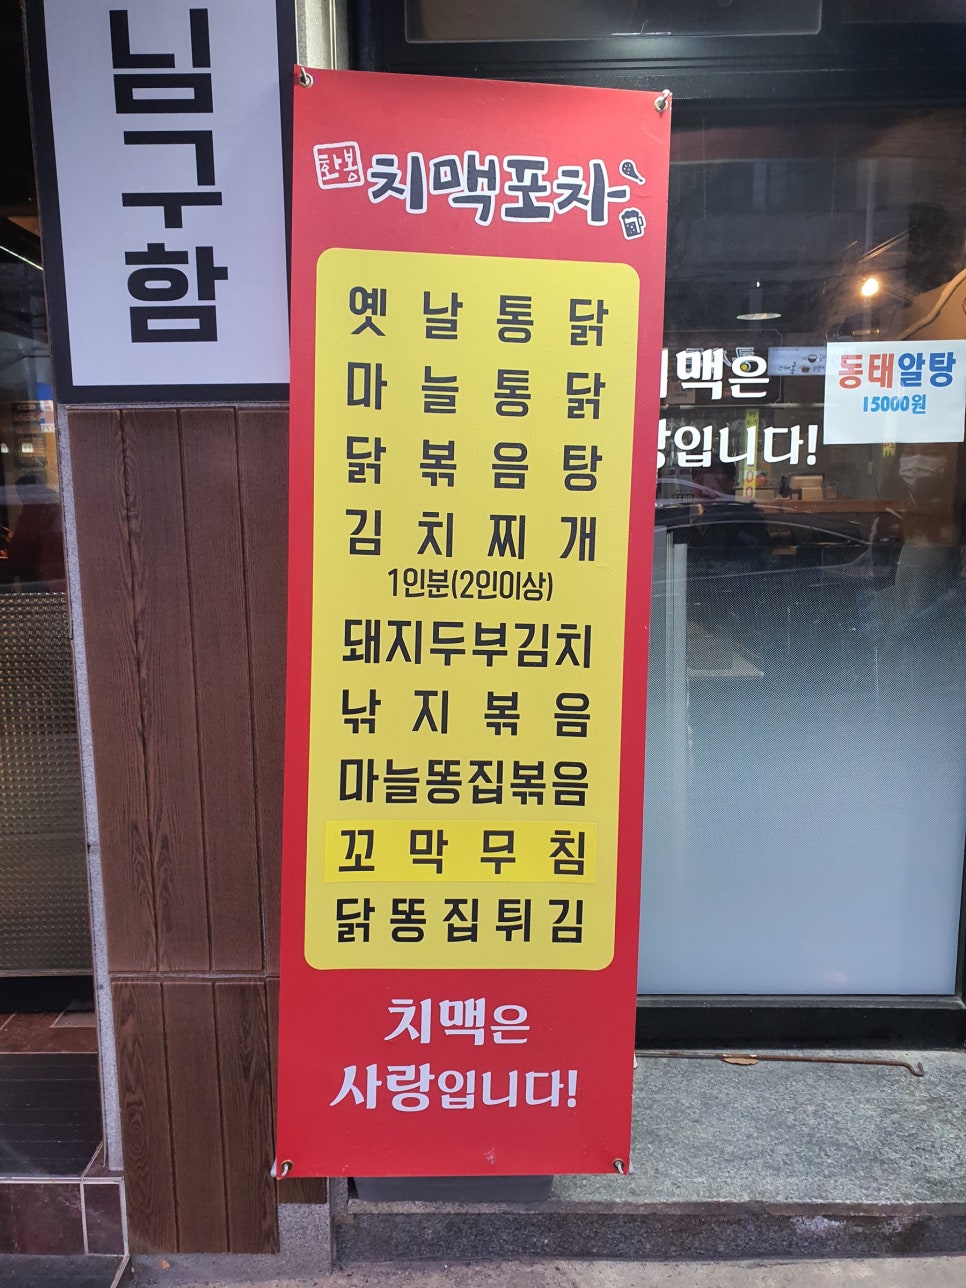 님구함
화봉
치맥포차
옛날통닭
마늘통닭
닭볶음탕
김치찌개
1인분(2인이상)
돼지두부김치
낚지볶음
마늘똥집볶음
꼬막무침
닭똥집튀김
치맥은
사랑입니다!
치맥은
랑입니다!
동태알탕
15000원